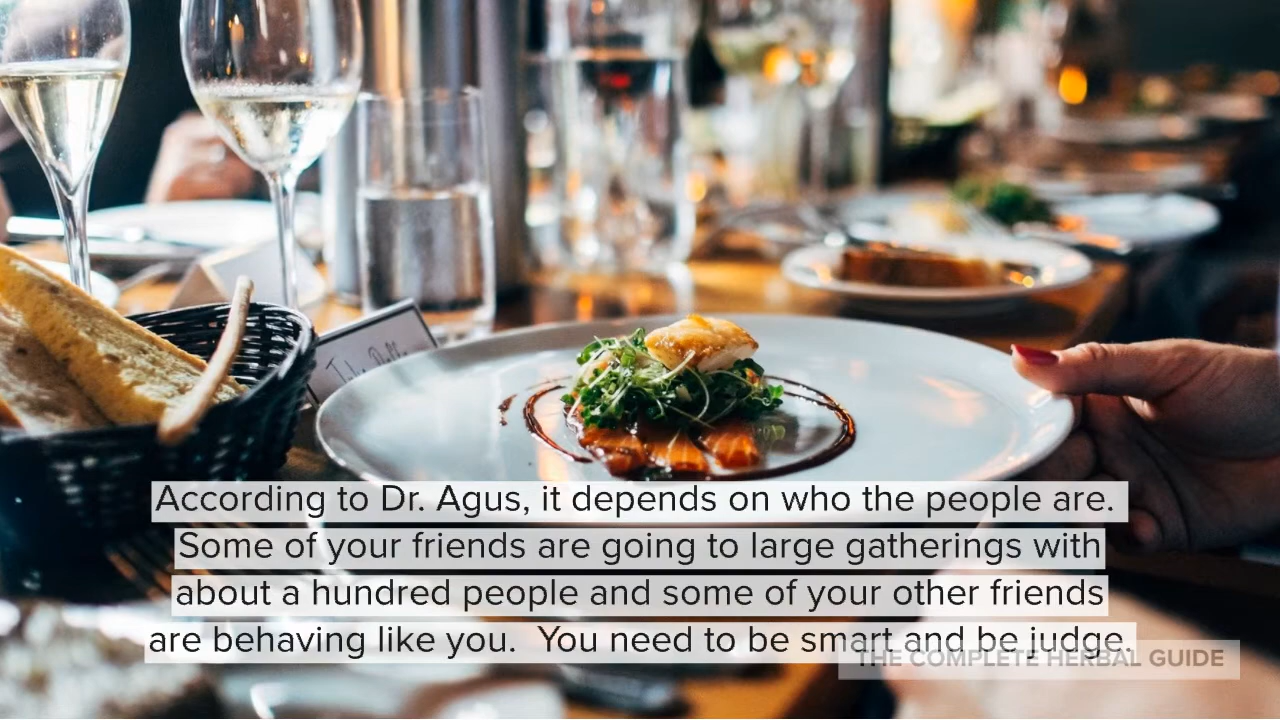 According to Dr. Agus, it depends on who the people are.
Some of your friends are going to large gatherings with
about a hundred people and some of your other friends
are behaving like you.  You need to be smart and be judge.
THE COMPLETE HERBAL GUIDE